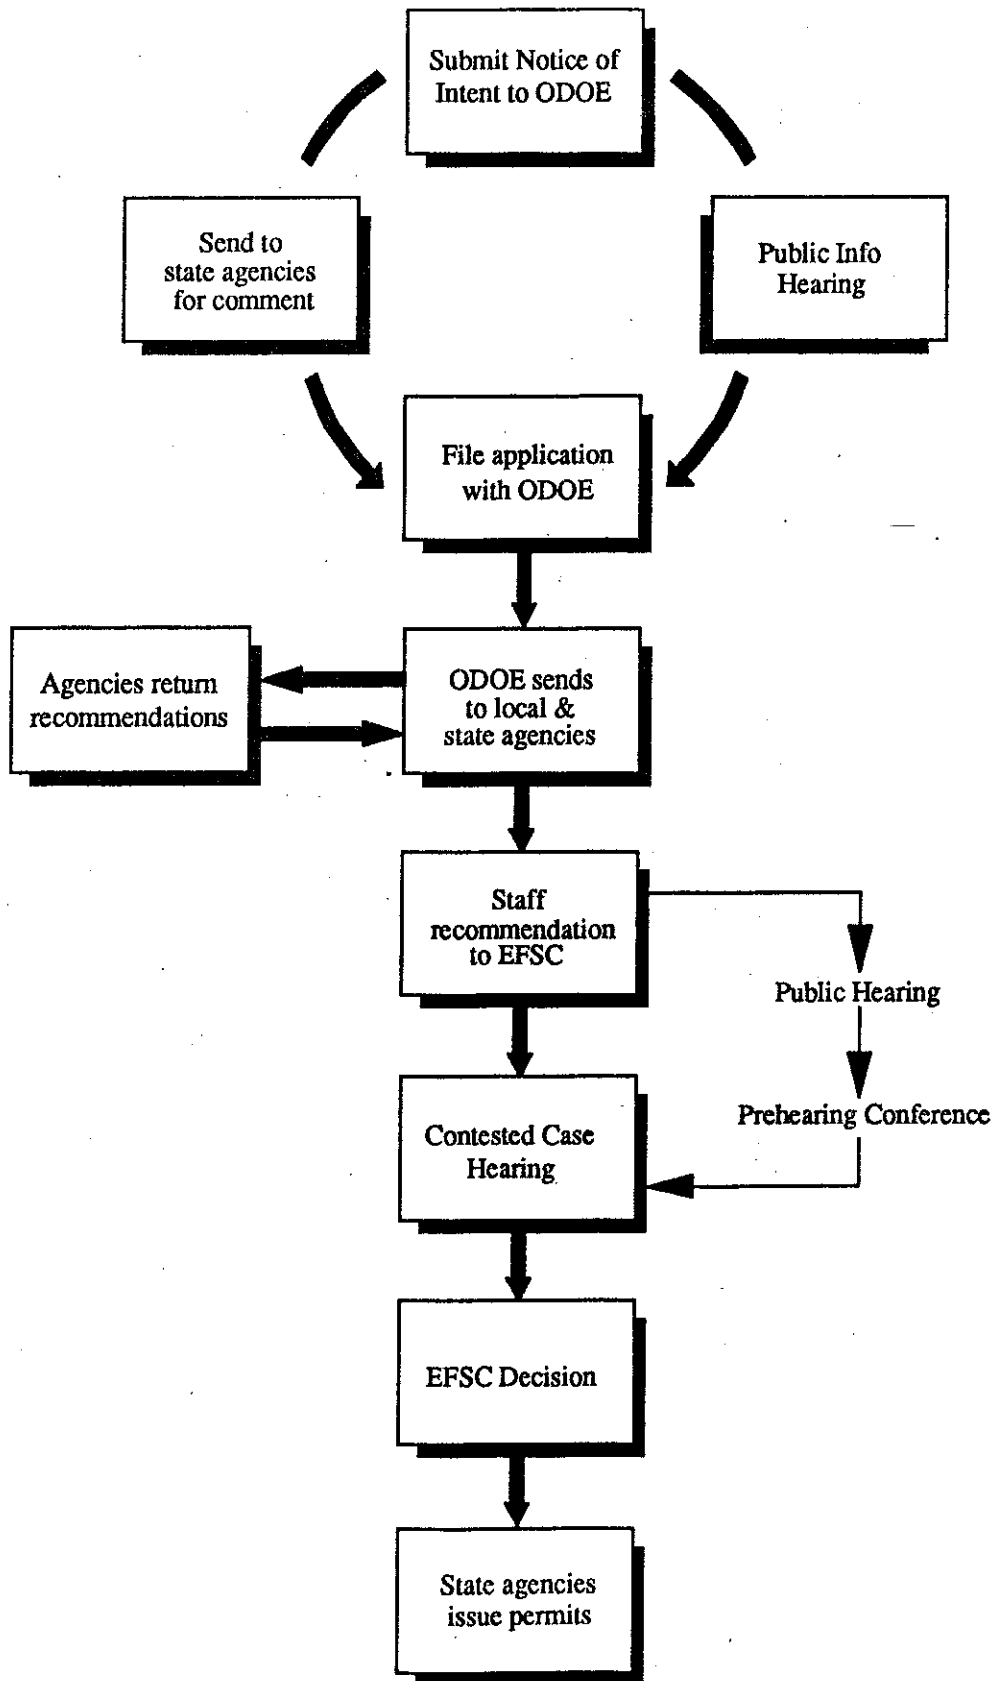 Submit Notice of
Intent to ODOE
Send to
state agencies
for comment
Public Info
Hearing
File application
with ODOE
Agencies return
recommendations
ODOE sends
to local &
state agencies
Staff
recommendation
to EFSC
Public Hearing
Prehearing Conference
Contested Case
Hearing
EFSC Decision
State agencies
issue permits